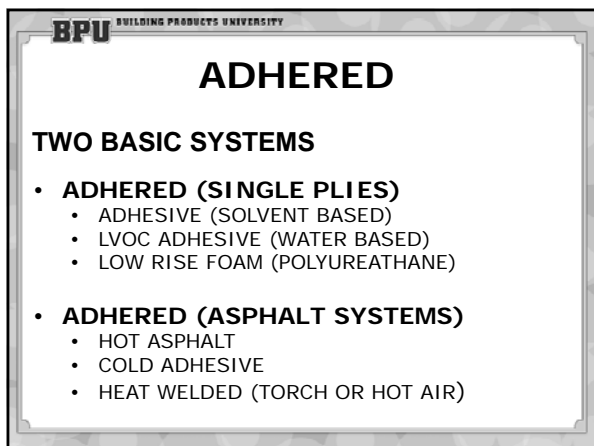 BPU BUILDING PRODUCTS UNIVERSITY
ADHERED
TWO BASIC SYSTEMS
• ADHERED (SINGLE PLIES)
• ADHESIVE (SOLVENT BASED)
• LVOC ADHESIVE (WATER BASED)
• LOW RISE FOAM (POLYUREATHANE)
• ADHERED (ASPHALT SYSTEMS)
• HOT ASPHALT
• COLD ADHESIVE
• HEAT WELDED (TORCH OR HOT AIR)